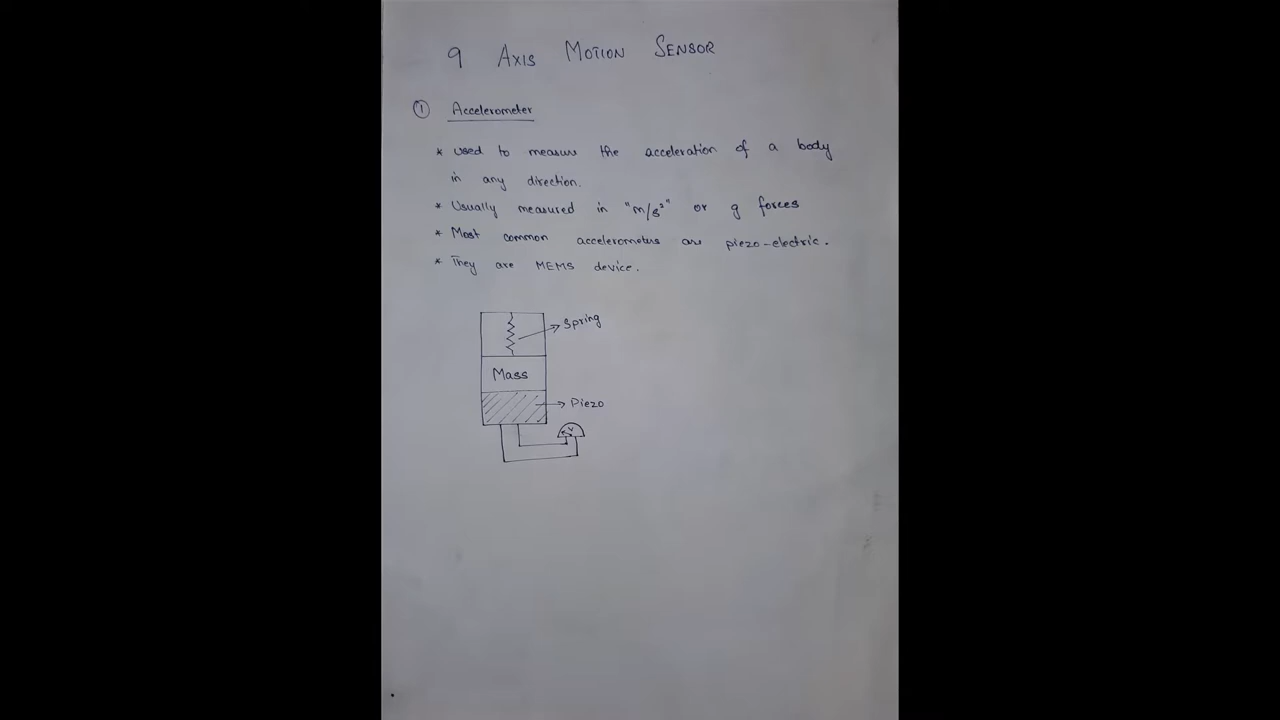 9 AXIS MOTION SENSOR
① Accelerometer
* used to measure the acceleration of a body
in any direction.
* Usually measured in "m/s²" or g forces
* Most common accelerometers are piezo-electric.
* They are MEMS device.
Spring
Mass
Piezo
V